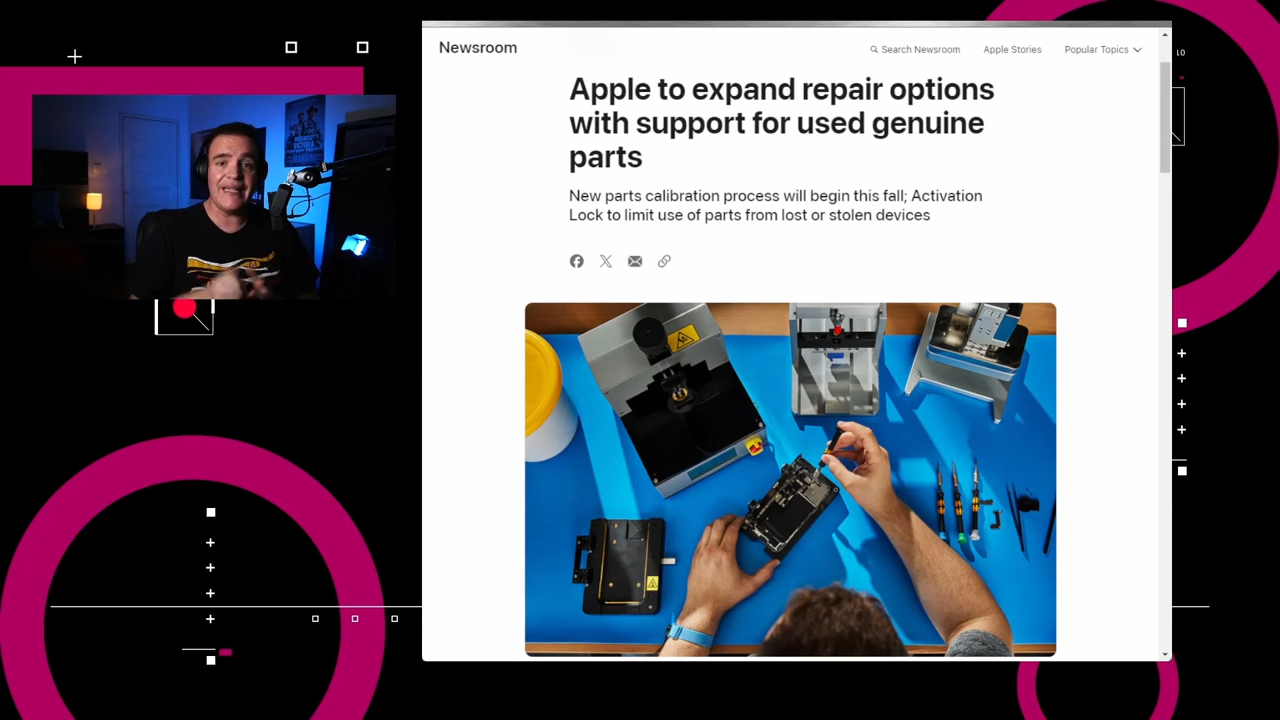 Newsroom
Search Newsroom
Apple Stories
Popular Topics
10
Apple to expand repair options
with support for used genuine
parts
New parts calibration process will begin this fall; Activation
Lock to limit use of parts from lost or stolen devices